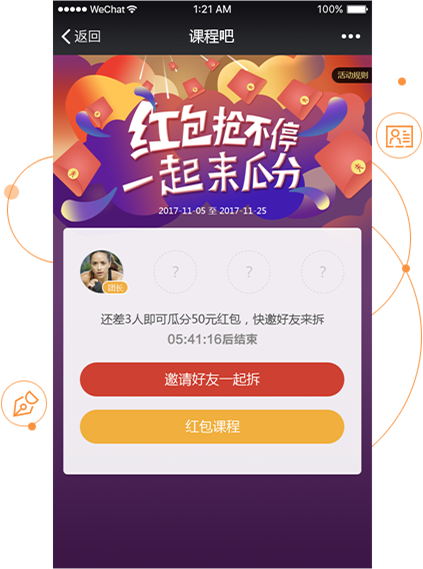 WeChat 1:21 AM 100%
返回 课程吧
活动规则
红包抢不停
一起来瓜分
2017-11-05 至 2017-11-25
? ? ?
团长
还差3人即可瓜分50元红包，快邀好友来拆
05:41:16后结束
邀请好友一起拆
红包课程